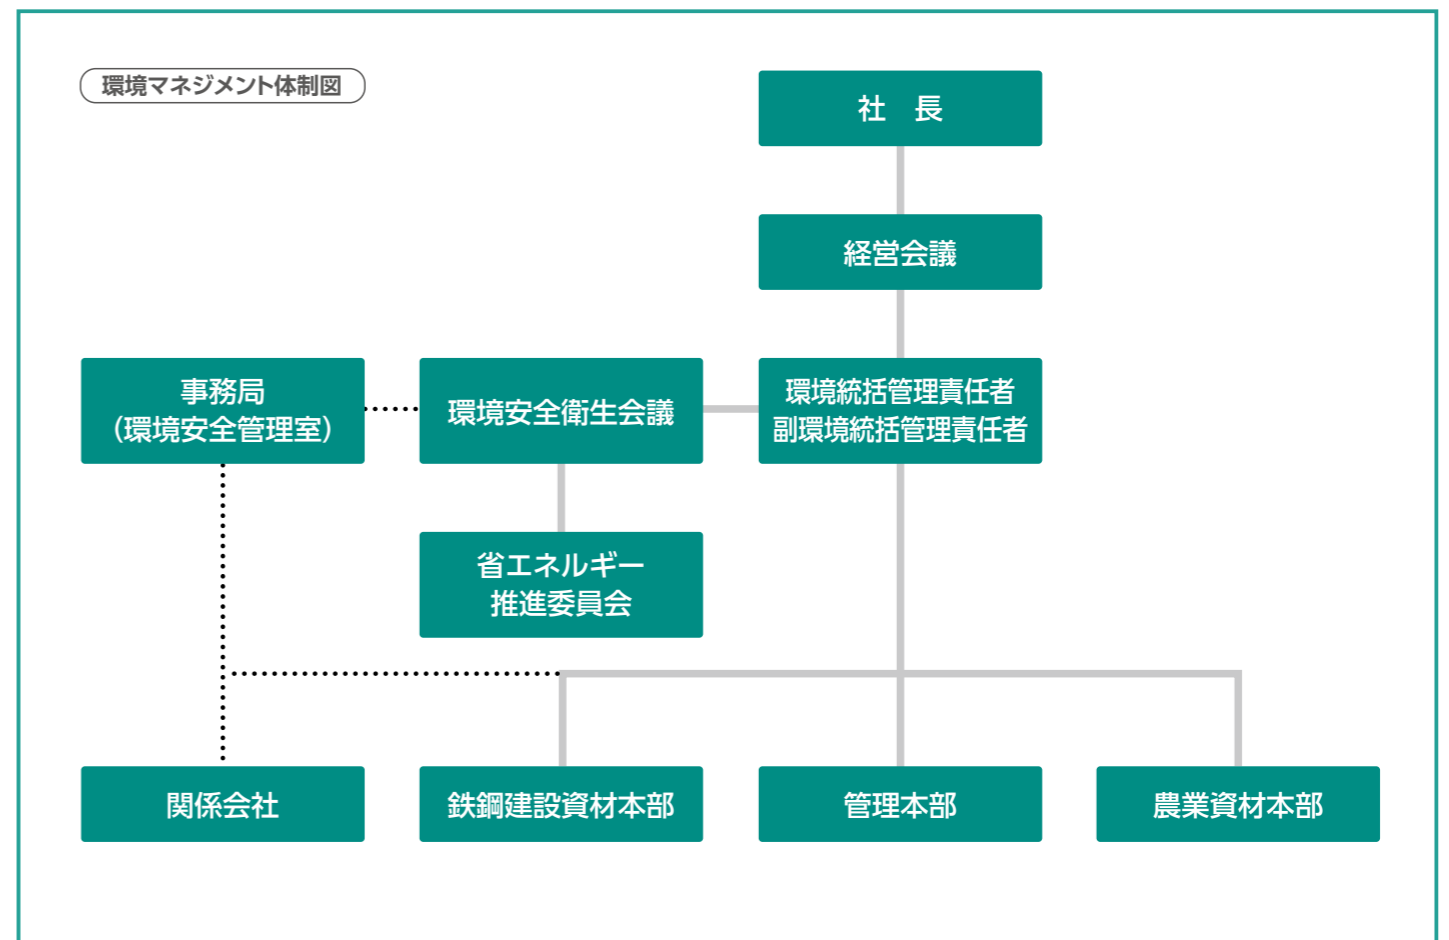 環境マネジメント体制図
社　長
経営会議
事務局
（環境安全管理室）
環境安全衛生会議
環境統括管理責任者
副環境統括管理責任者
省エネルギー
推進委員会
関係会社
鉄鋼建設資材本部
管理本部
農業資材本部